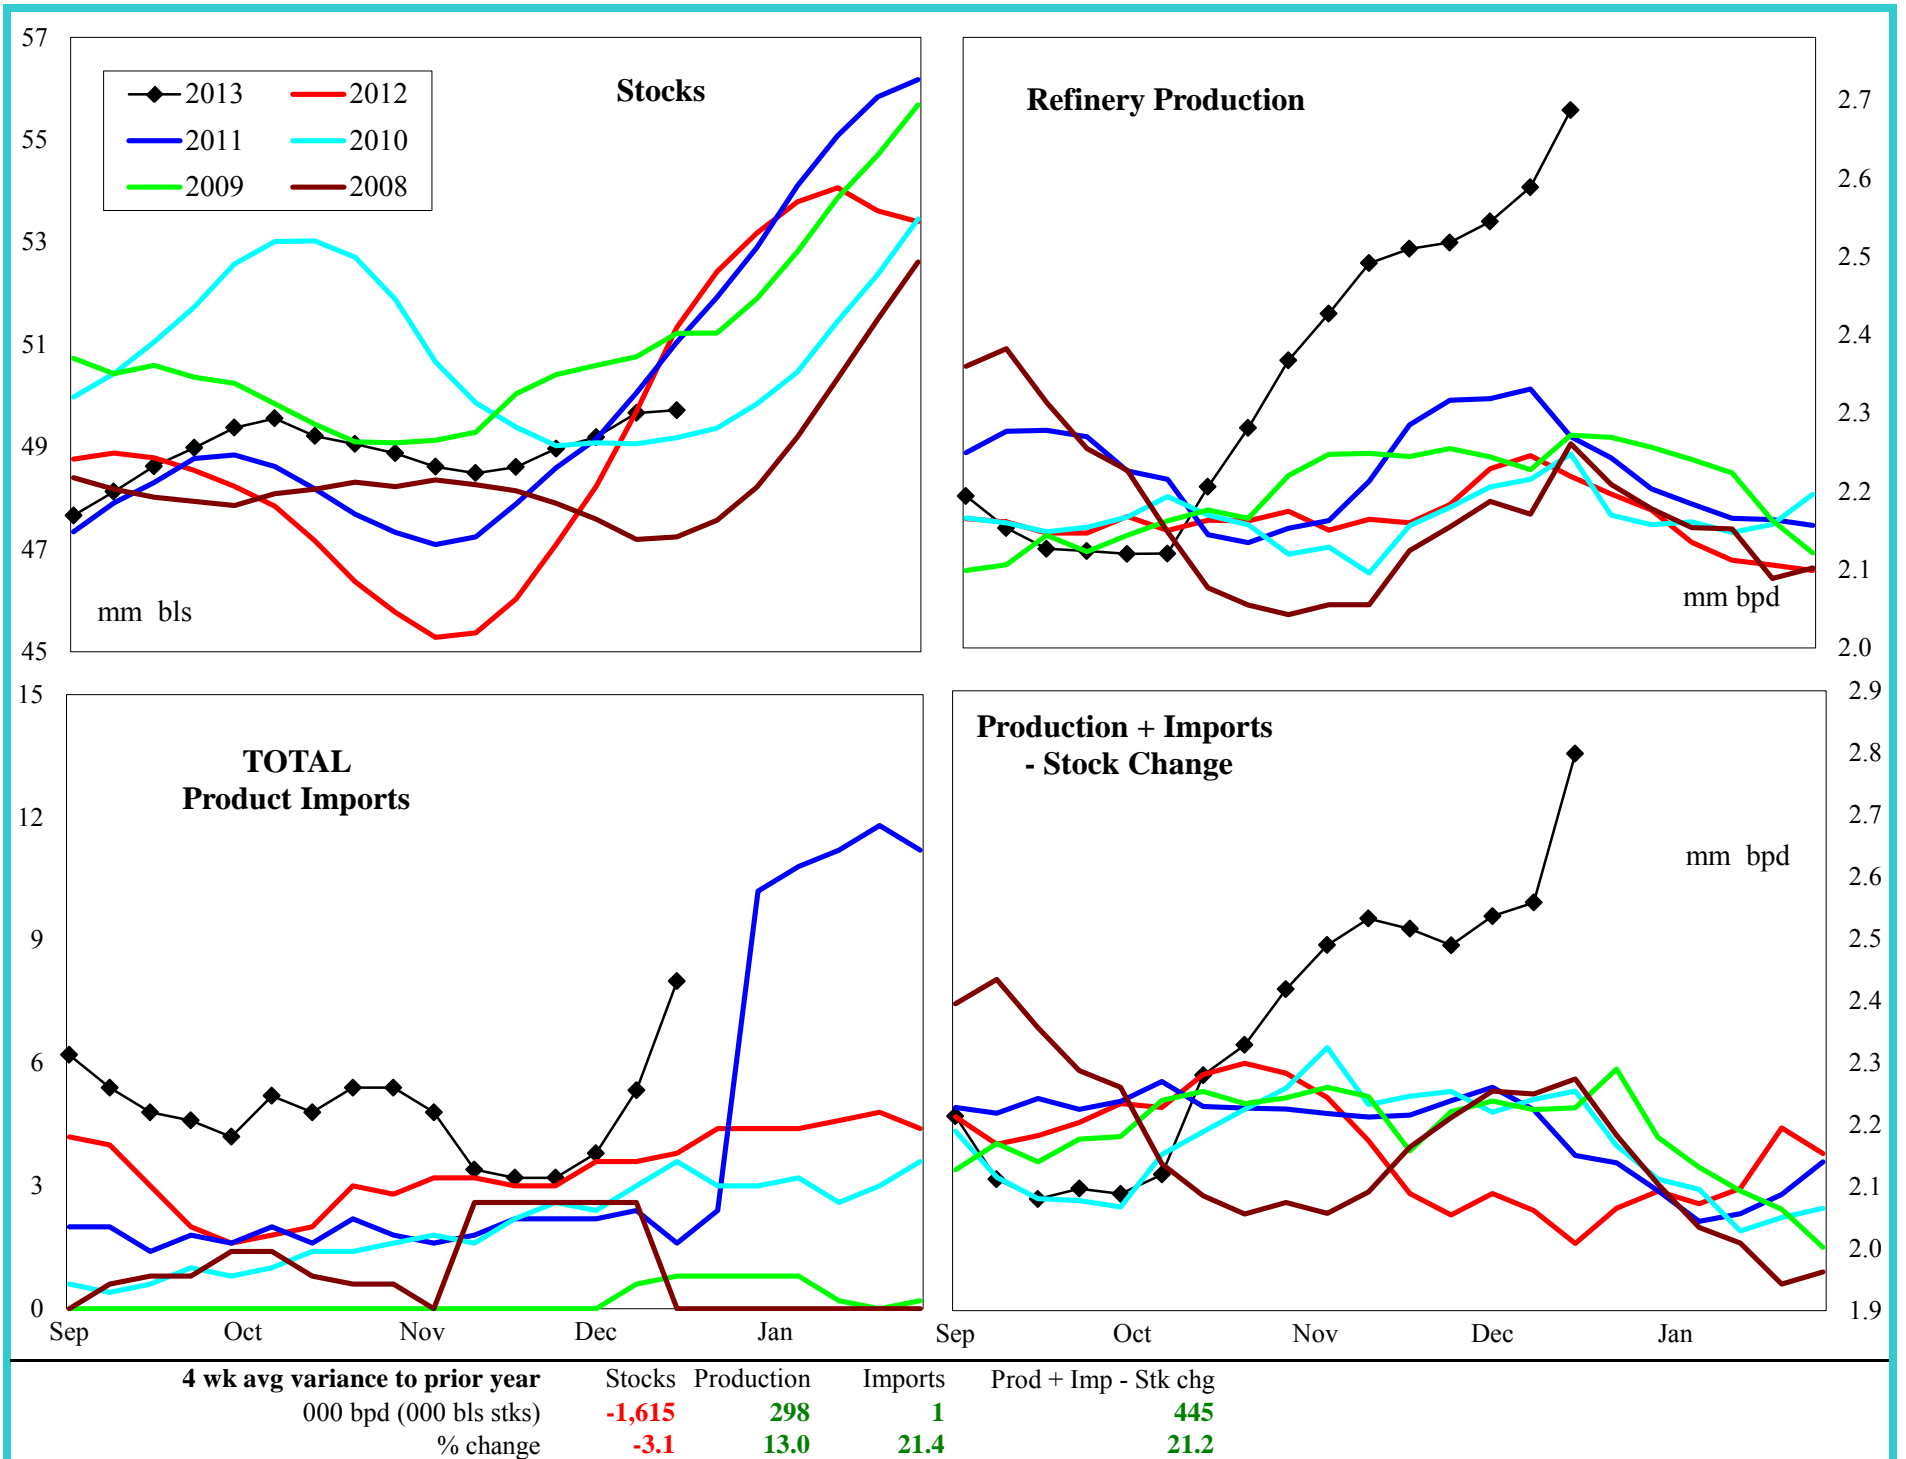 57
55
53
51
49
47
45
2013 2012
2011 2010
2009 2008
Stocks
mm bls
Refinery Production
2.7
2.6
2.5
2.4
2.3
2.2
2.1
2.0
mm bpd
15
12
9
6
3
0
TOTAL
Product Imports
Sep Oct Nov Dec Jan
Production + Imports
- Stock Change
mm bpd
2.9
2.8
2.7
2.6
2.5
2.4
2.3
2.2
2.1
2.0
1.9
Sep Oct Nov Dec Jan
4 wk avg variance to prior year Stocks Production Imports Prod + Imp - Stk chg
000 bpd (000 bls stks) -1,615 298 1 445
% change -3.1 13.0 21.4 21.2